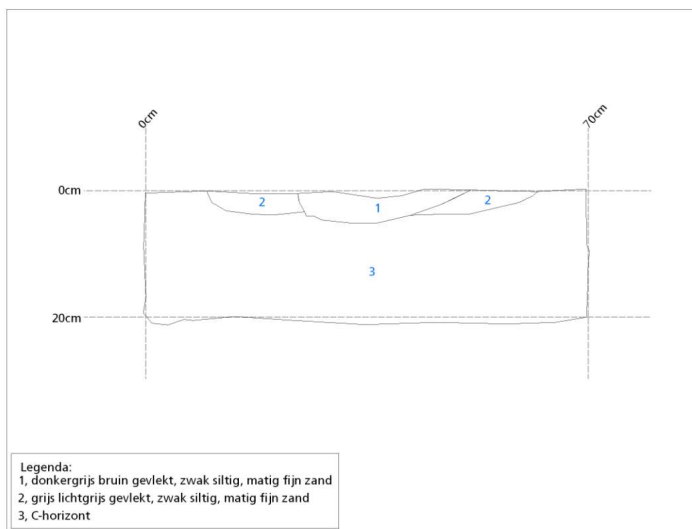 0cm
70cm
0cm
2
1
2
3
20cm
Legenda:
1, donkergrijs bruin gevlekt, zwak siltig, matig fijn zand
2, grijs lichtgrijs gevlekt, zwak siltig, matig fijn zand
3, C-horizont